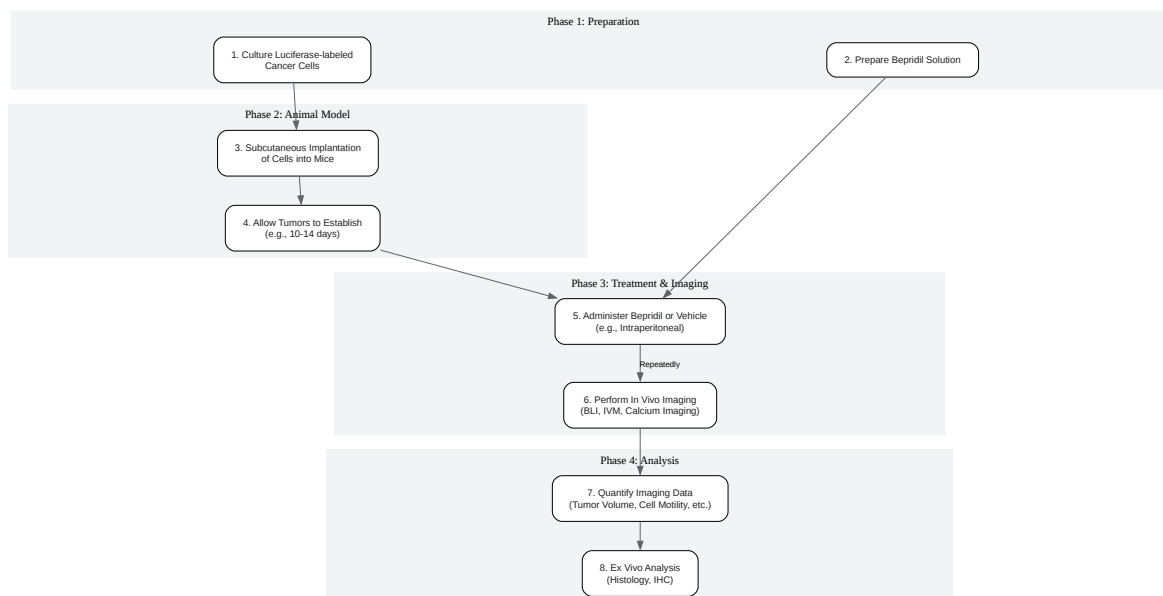 Phase 1: Preparation
1. Culture Luciferase-labeled
Cancer Cells
2. Prepare Bepridil Solution
Phase 2: Animal Model
3. Subcutaneous Implantation
of Cells into Mice
4. Allow Tumors to Establish
(e.g., 10-14 days)
Phase 3: Treatment & Imaging
5. Administer Bepridil or Vehicle
(e.g., Intraperitoneal)
Repeatedly
6. Perform In Vivo Imaging
(BLI, IVM, Calcium Imaging)
Phase 4: Analysis
7. Quantify Imaging Data
(Tumor Volume, Cell Motility, etc.)
8. Ex Vivo Analysis
(Histology, IHC)